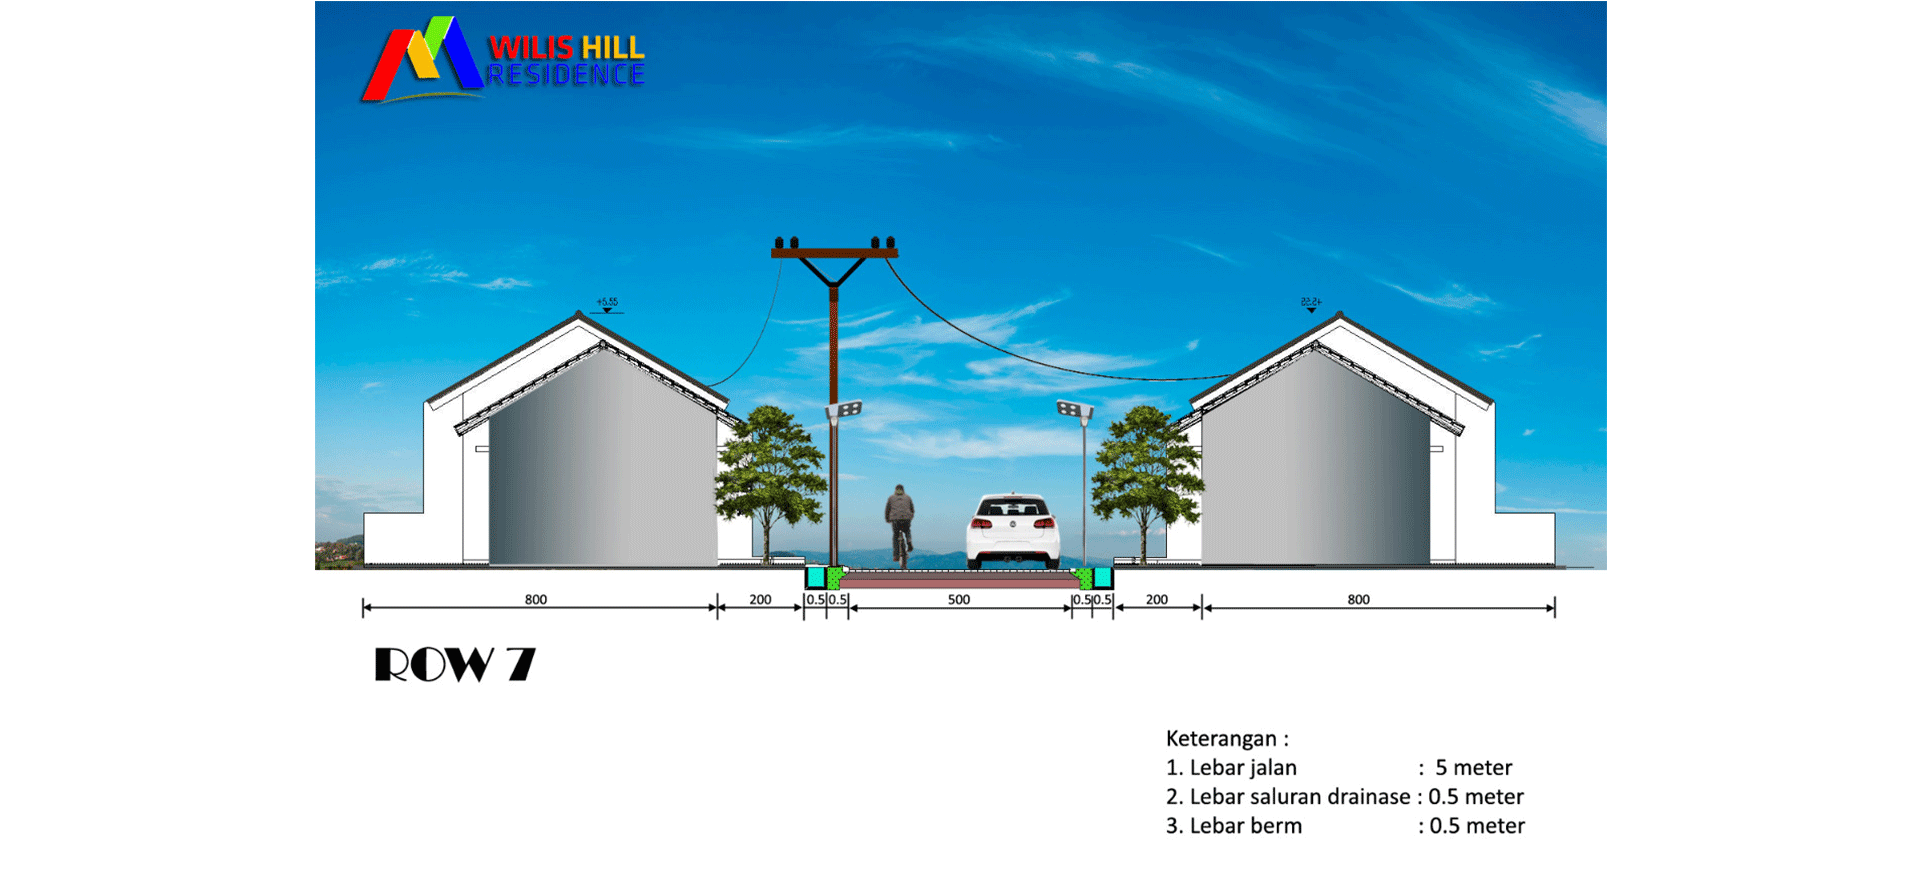 WILIS HILL
RESIDENCE
+5.55
+5.55
800 200 0.5 0.5 500 0.5 0.5 200 800
ROW 7
Keterangan :
1. Lebar jalan : 5 meter
2. Lebar saluran drainase : 0.5 meter
3. Lebar berm : 0.5 meter